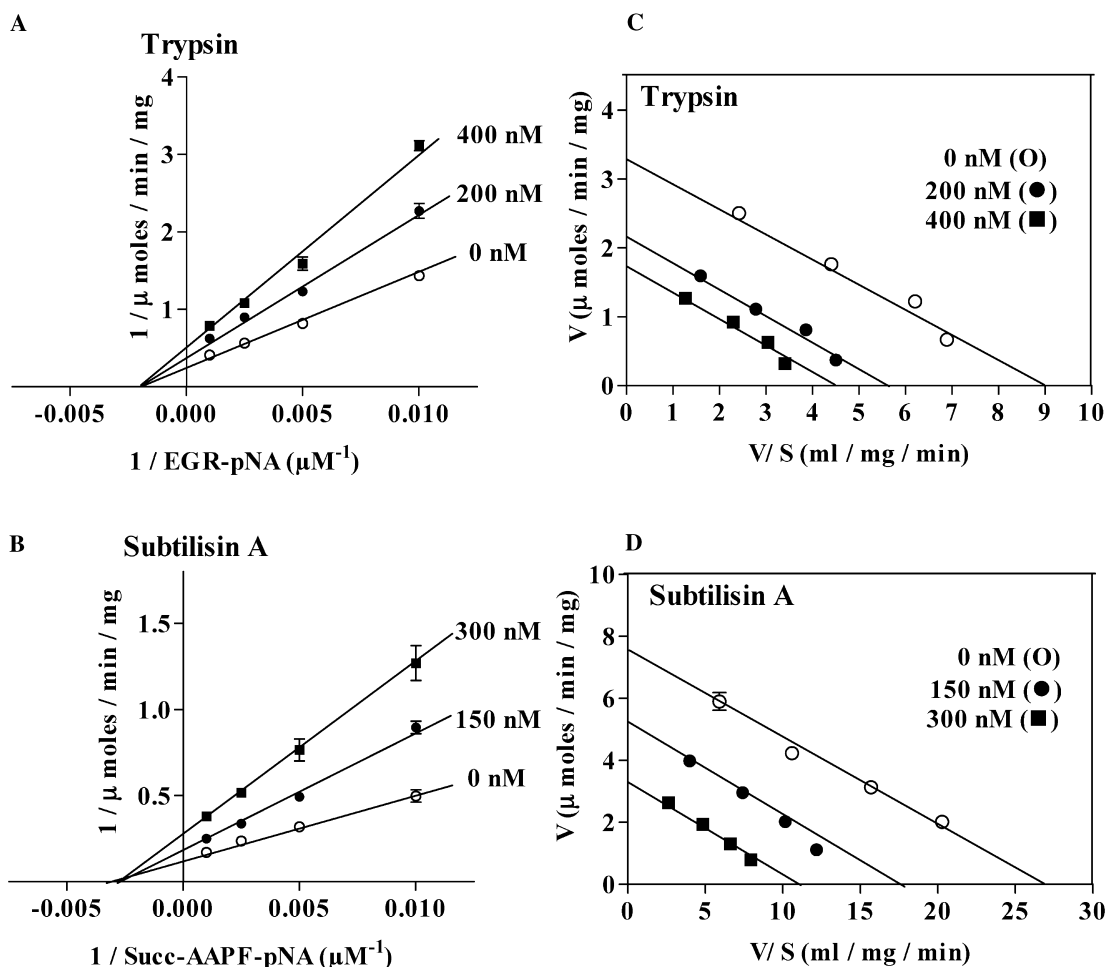 A
Trypsin
1 / μ moles / min / mg
4
3
2
1
400 nM
200 nM
0 nM
-0.005
0.000
0.005
0.010
1 / EGR-pNA (μM-1)
C
Trypsin
V (μ moles / min / mg)
4
3
2
1
0
0 nM (O)
200 nM (●)
400 nM (■)
0 1 2 3 4 5 6 7 8 9 10
V/ S (ml / mg / min)
B
Subtilisin A
1 / μ moles / min / mg
1.5
1.0
0.5
300 nM
150 nM
0 nM
-0.005
0.000
0.005
0.010
1 / Succ-AAPF-pNA (μM-1)
D
Subtilisin A
V (μ moles / min / mg)
10
8
6
4
2
0
0 nM (O)
150 nM (●)
300 nM (■)
0 5 10 15 20 25 30
V/ S (ml / mg / min)